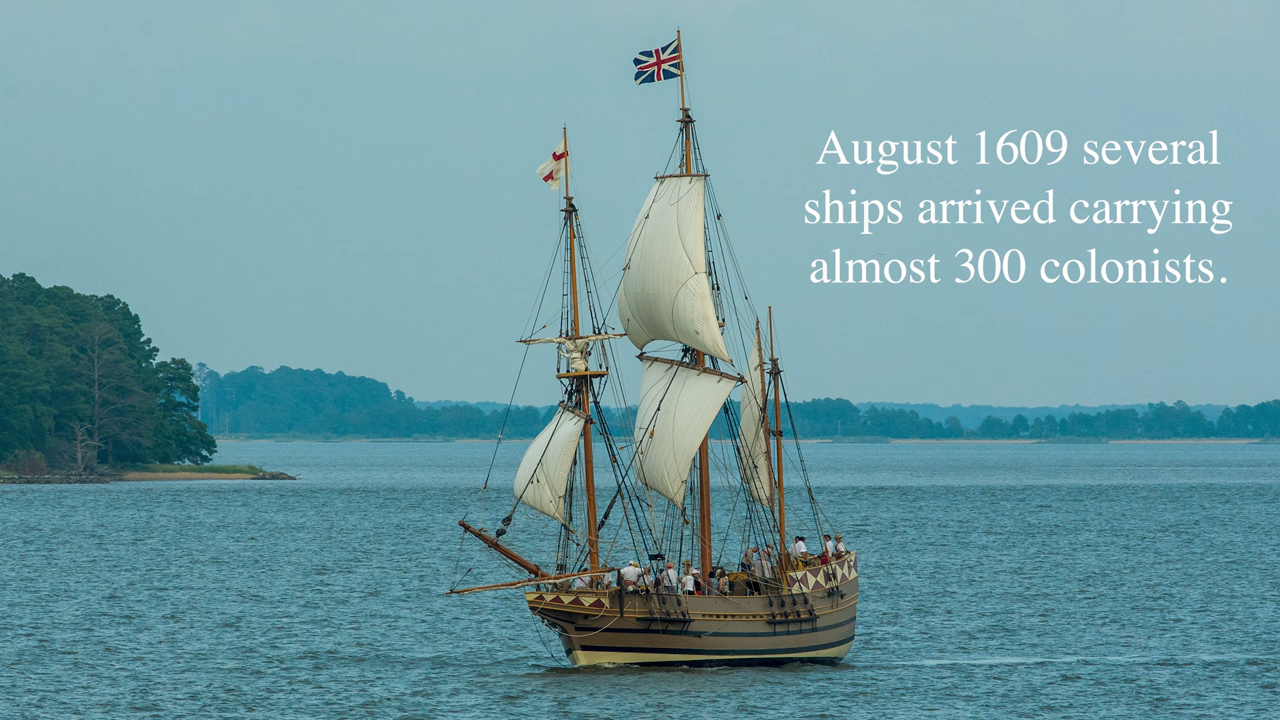 August 1609 several
ships arrived carrying
almost 300 colonists.